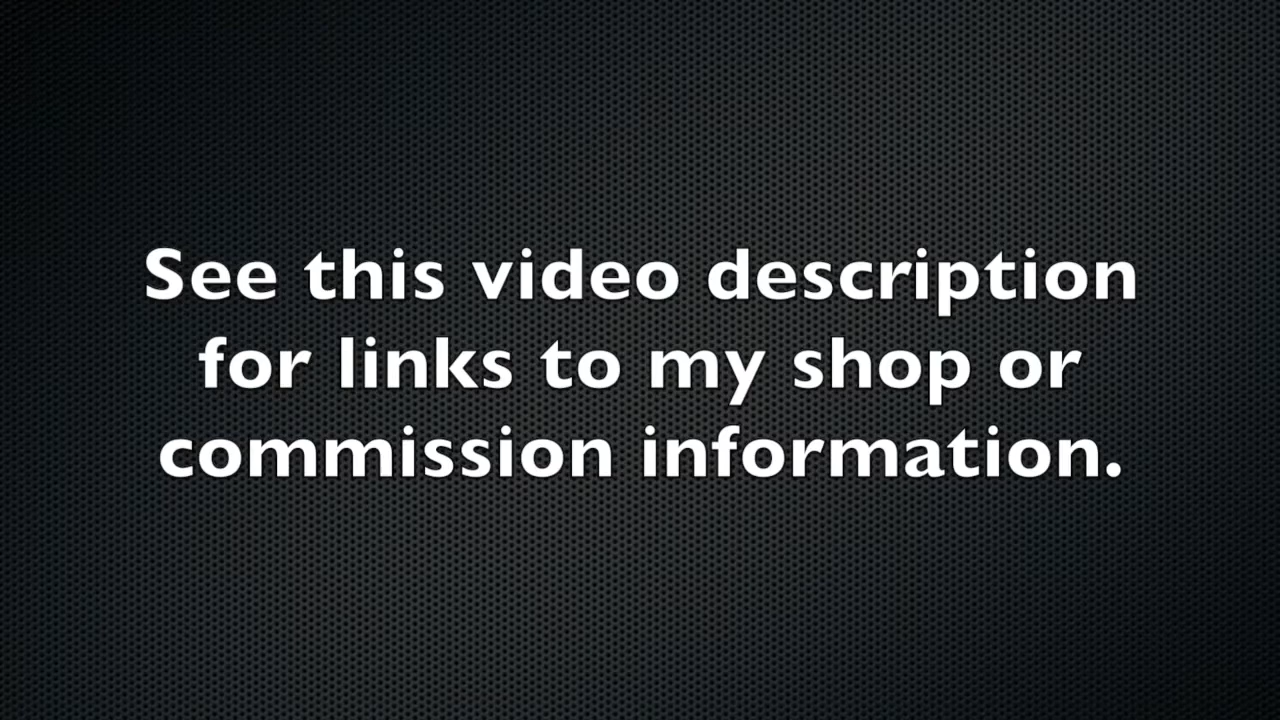 See this video description
for links to my shop or
commission information.